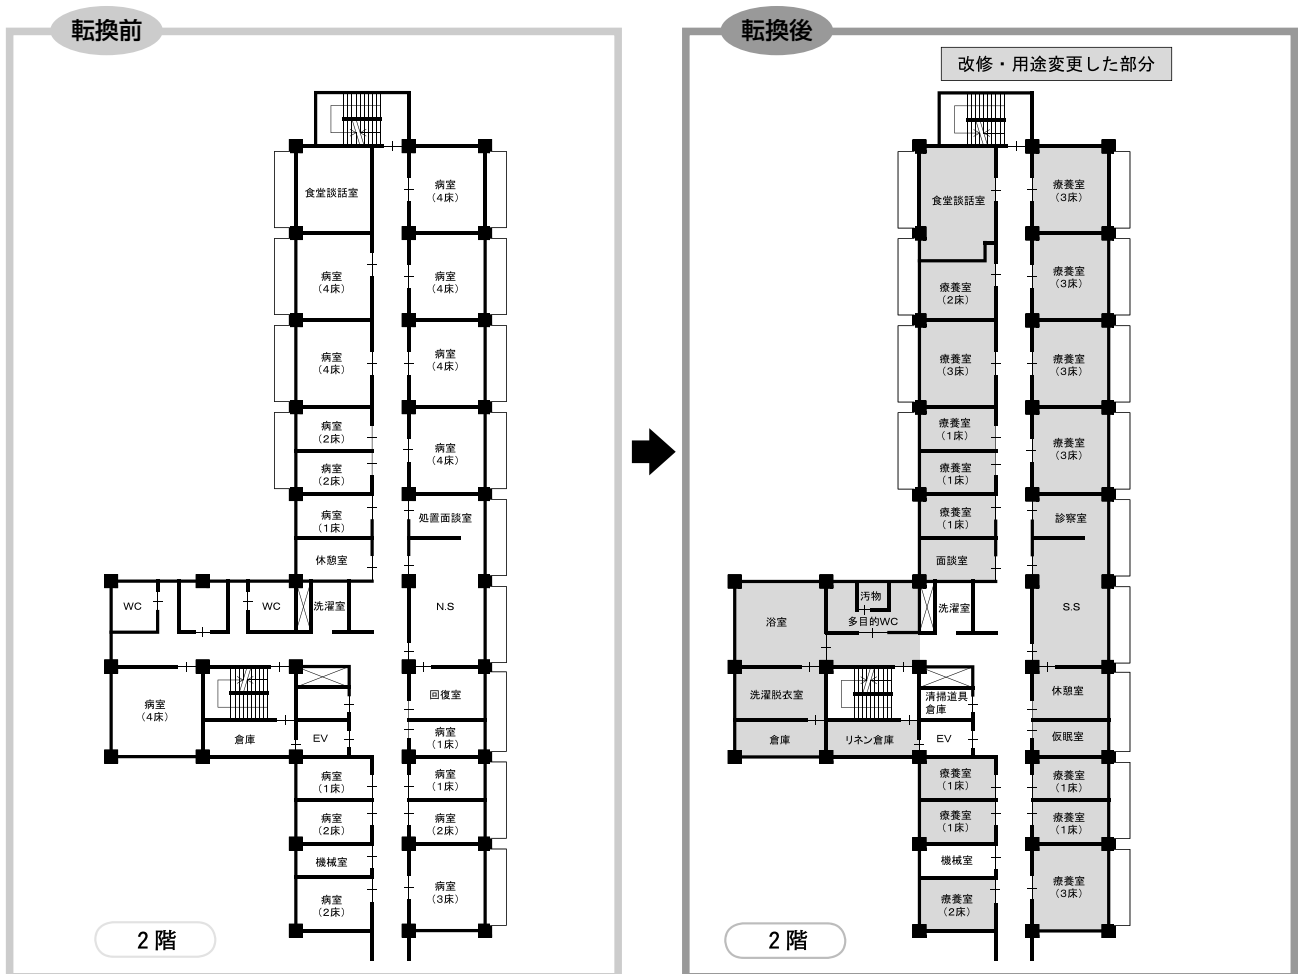 転換前
食堂談話室
病室
(4床)
病室
(4床)
病室
(4床)
病室
(4床)
病室
(4床)
病室
(2床)
病室
(4床)
病室
(2床)
病室
(1床)
処置面談室
休憩室
WC
WC
洗濯室
N.S
病室
(4床)
回復室
倉庫
EV
病室
(1床)
病室
(1床)
病室
(1床)
病室
(2床)
病室
(2床)
機械室
病室
(2床)
病室
(3床)
2階
転換後
改修・用途変更した部分
食堂談話室
療養室
(3床)
療養室
(2床)
療養室
(3床)
療養室
(3床)
療養室
(3床)
療養室
(1床)
療養室
(3床)
療養室
(1床)
療養室
(1床)
診察室
面談室
浴室
汚物
多目的WC
洗濯室
S.S
洗濯脱衣室
清掃道具
倉庫
休憩室
倉庫
リネン倉庫
EV
仮眠室
療養室
(1床)
療養室
(1床)
療養室
(1床)
療養室
(1床)
機械室
療養室
(2床)
療養室
(3床)
2階